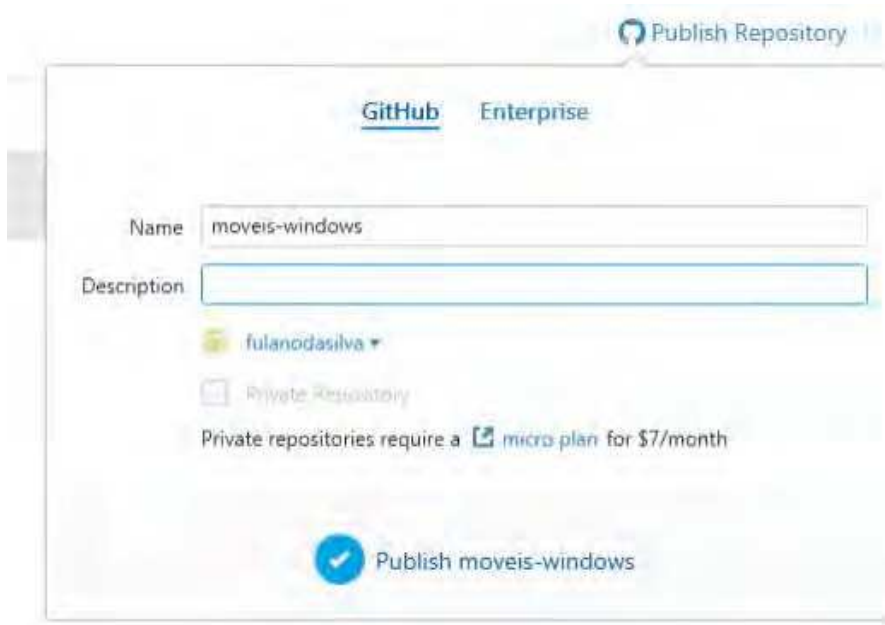 Publish Repository
GitHub Enterprise
Name moveis-windows
Description
fulanodasilva
Private Repository
Private repositories require a micro plan for $7/month
Publish moveis-windows